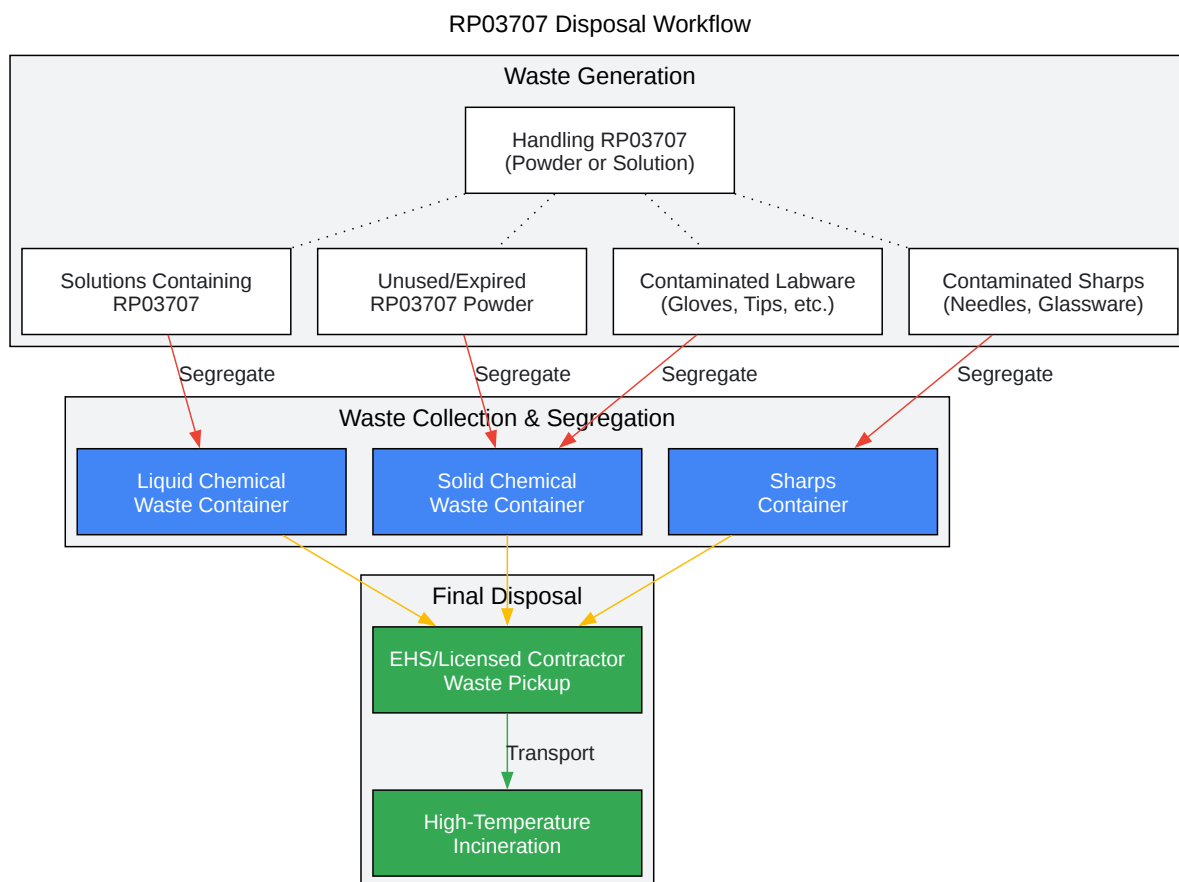 RP03707 Disposal Workflow
Waste Generation
Handling RP03707
(Powder or Solution)
Solutions Containing
RP03707
Unused/Expired
RP03707 Powder
Contaminated Labware
(Gloves, Tips, etc.)
Contaminated Sharps
(Needles, Glassware)
Segregate
Segregate
Segregate
Segregate
Waste Collection & Segregation
Liquid Chemical
Waste Container
Solid Chemical
Waste Container
Sharps
Container
Final Disposal
EHS/Licensed Contractor
Waste Pickup
Transport
High-Temperature
Incineration